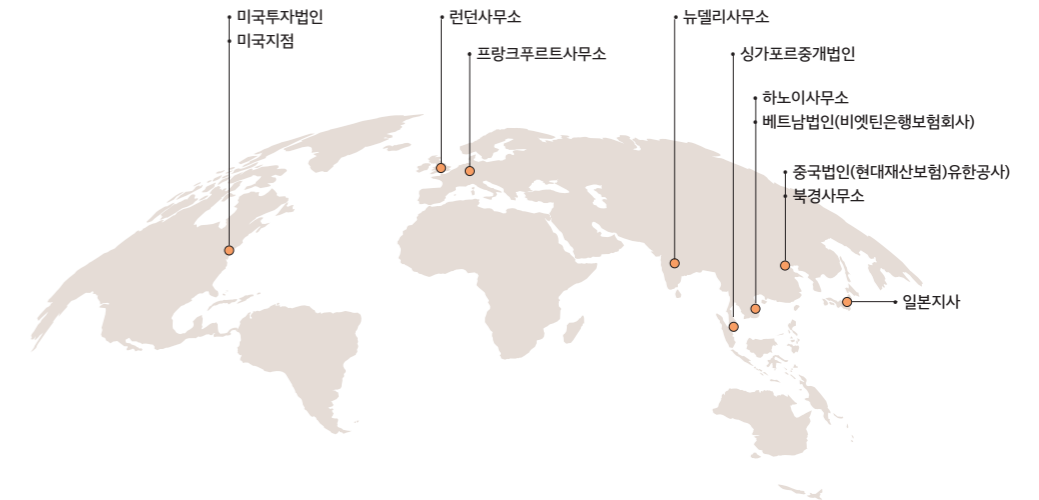 미국투자법인
미국지점
런던사무소
프랑크푸르트사무소
뉴델리사무소
싱가포르중개법인
하노이사무소
베트남법인(비엣틴은행보험회사)
중국법인(현대재산보험)유한공사)
북경사무소
일본지사